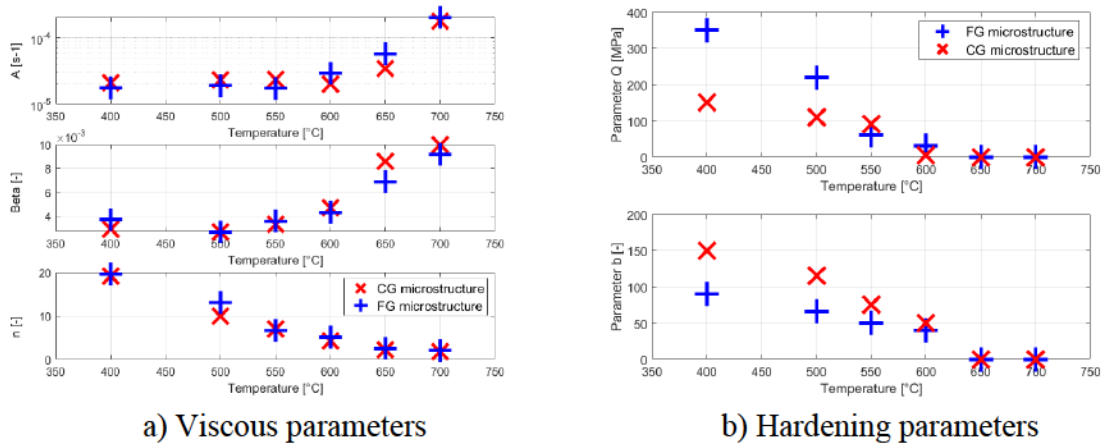 A [s-1]
10^-4
10^-5
350 400 450 500 550 600 650 700 750
Temperature [°C]
×10^-3
Beta [-]
10
8
6
4
350 400 450 500 550 600 650 700 750
Temperature [°C]
n [-]
20
10
0
CG microstructure
FG microstructure
350 400 450 500 550 600 650 700 750
Temperature [°C]
a) Viscous parameters
Parameter Q [MPa]
400
300
200
100
0
FG microstructure
CG microstructure
350 400 450 500 550 600 650 700 750
Temperature [°C]
Parameter b [-]
200
150
100
50
0
350 400 450 500 550 600 650 700 750
Temperature [°C]
b) Hardening parameters